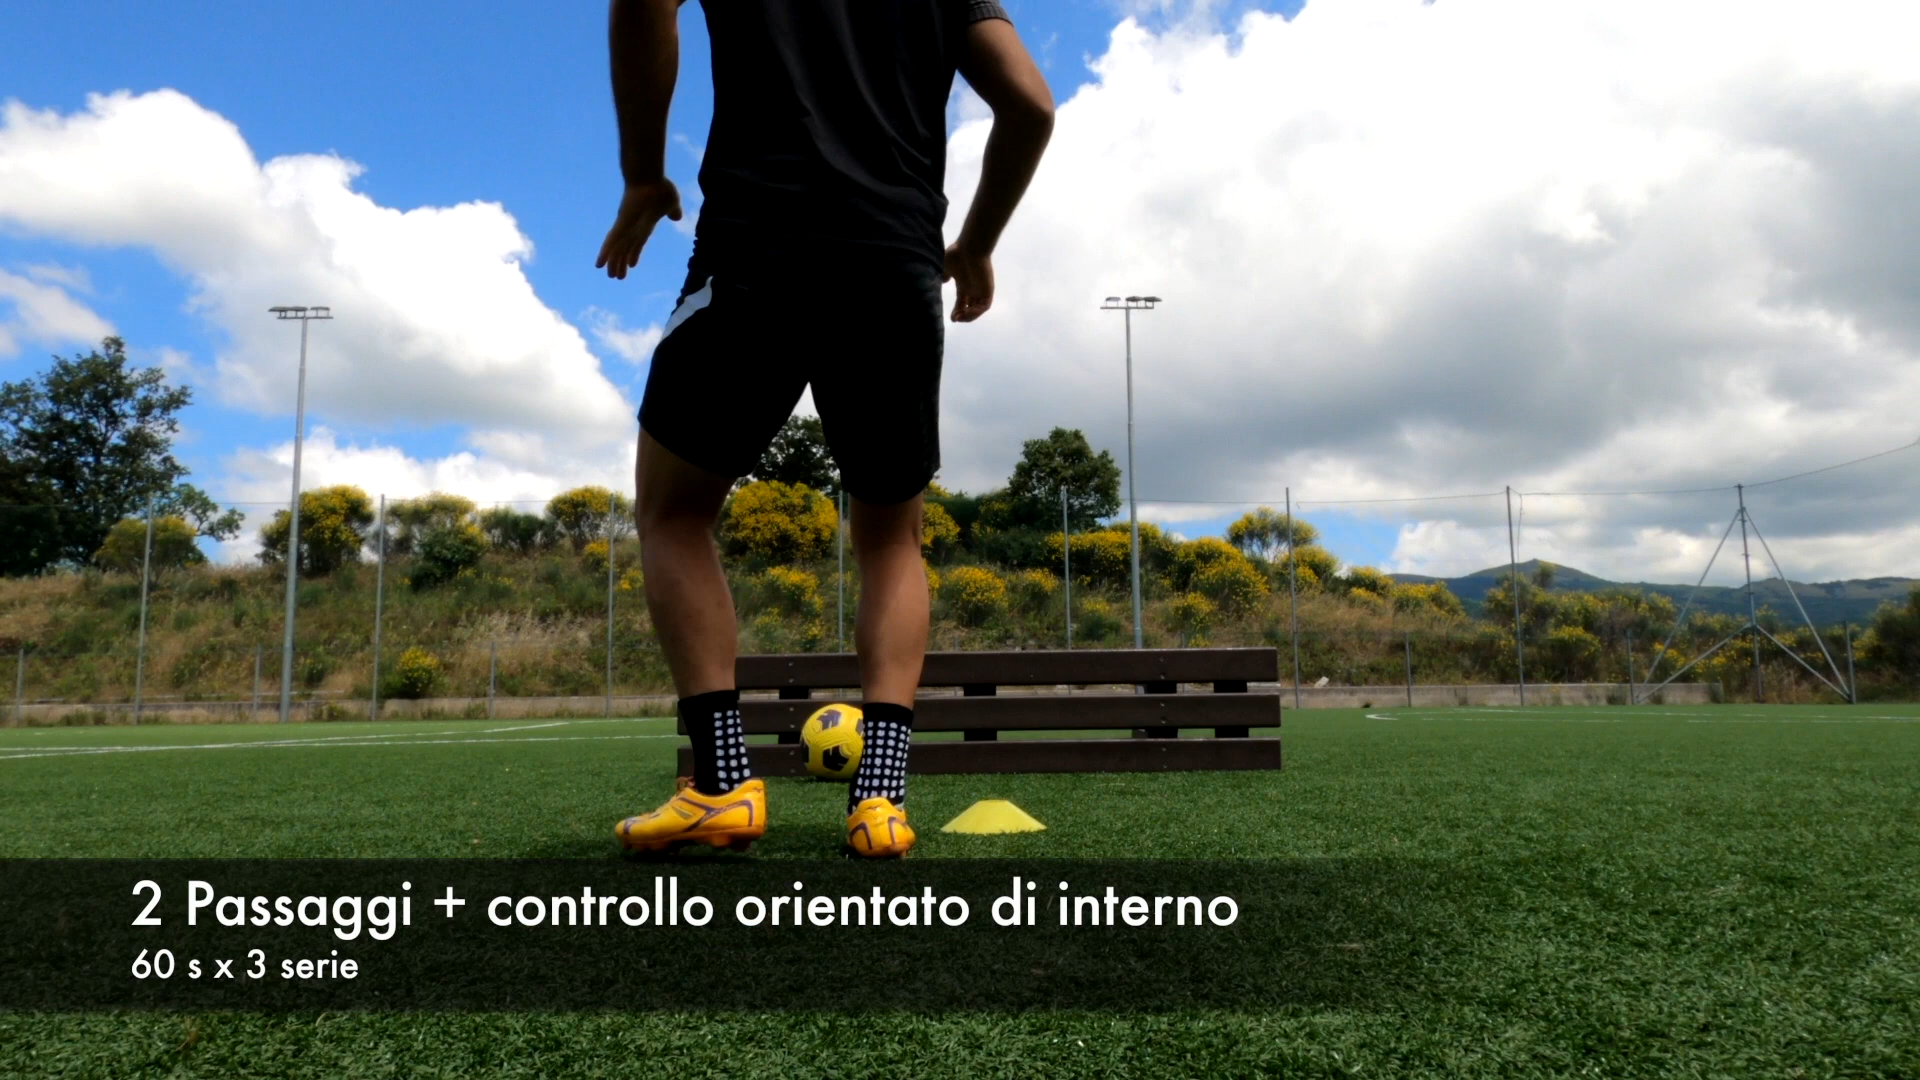 2 Passaggi + controllo orientato di interno
60 s x 3 serie